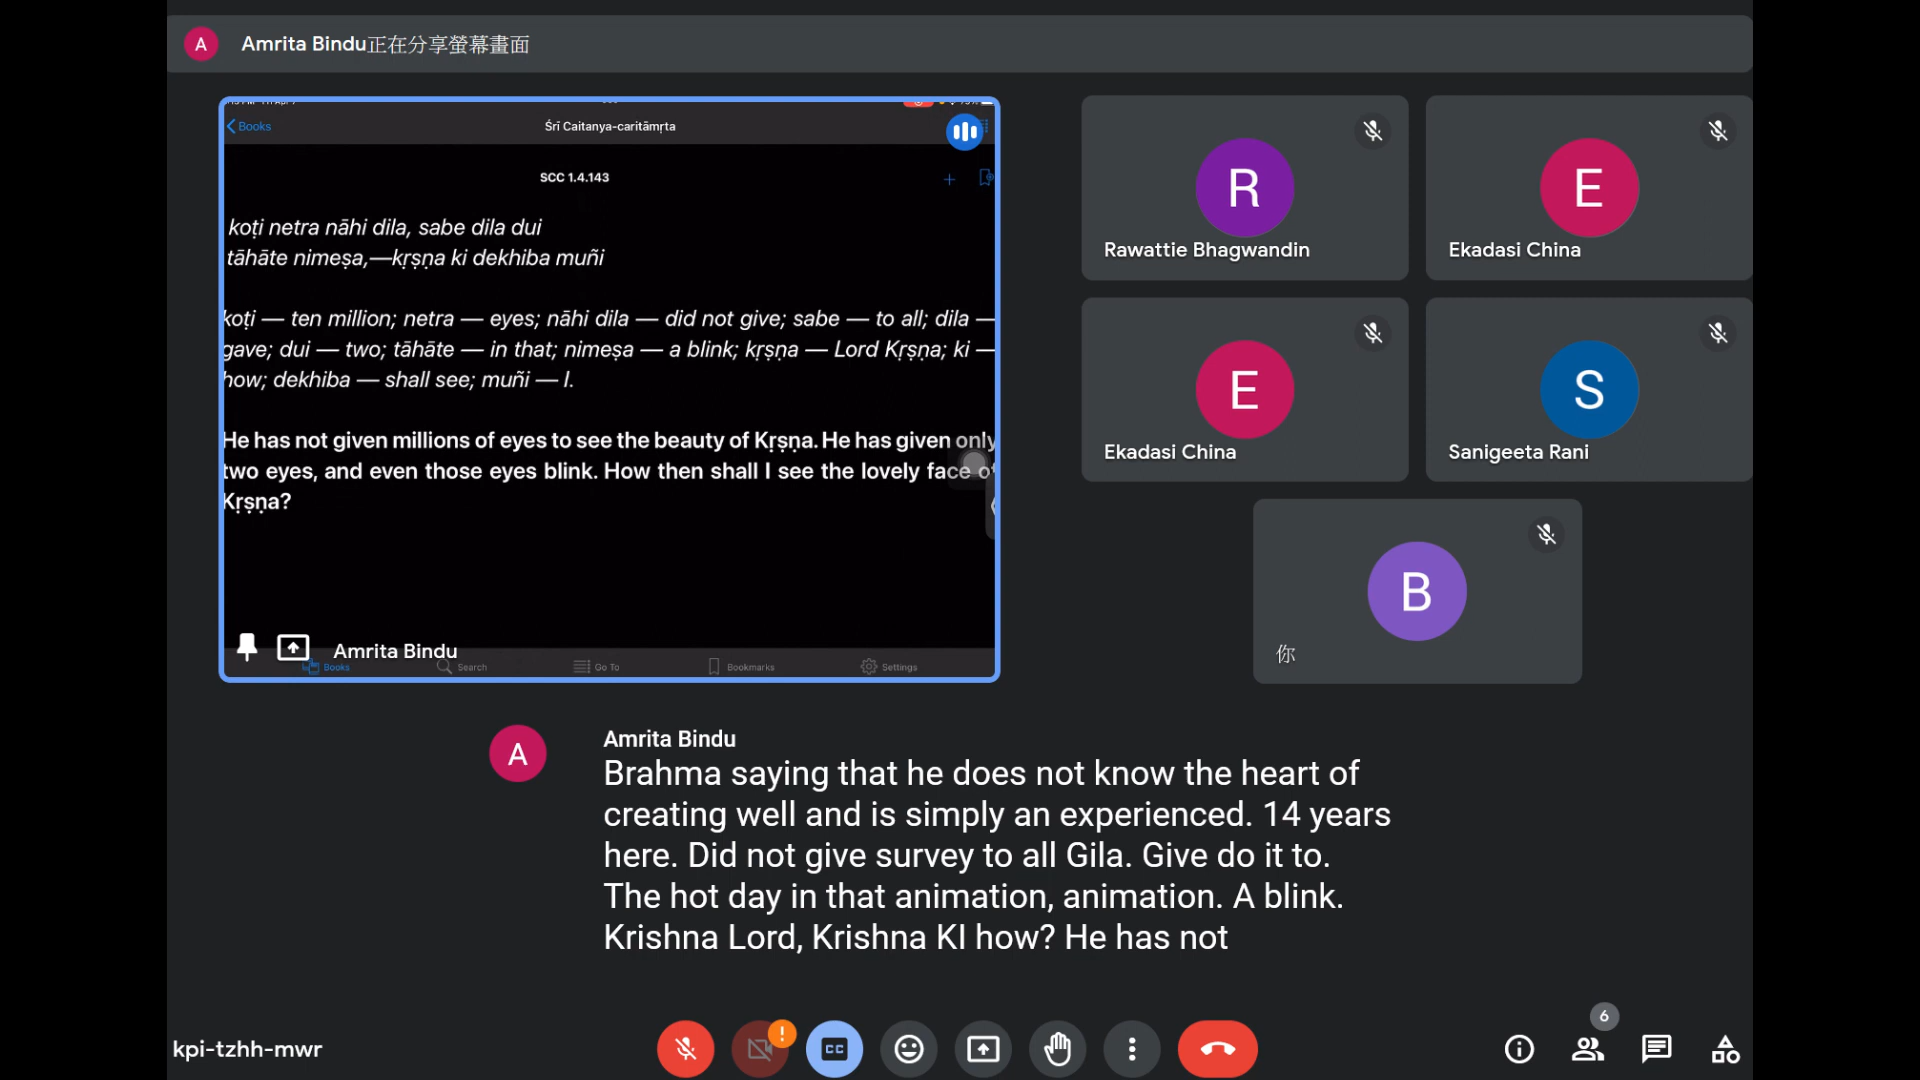 A
Amrita Bindu正在分享螢幕畫面
Books
Śrī Caitanya-caritāmṛta
SCC 1.4.143
koṭi netra nāhi dila, sabe dila dui
tāhāte nimeṣa,—kṛṣṇa ki dekhiba muñi
koṭi — ten million; netra — eyes; nāhi dila — did not give; sabe — to all; dila —
gave; dui — two; tāhāte — in that; nimeṣa — a blink; kṛṣṇa — Lord Kṛṣṇa; ki —
how; dekhiba — shall see; muñi — I.
He has not given millions of eyes to see the beauty of Kṛṣṇa. He has given only
two eyes, and even those eyes blink. How then shall I see the lovely face of
Kṛṣṇa?
Amrita Bindu
Books
Search
Go To
Bookmarks
Settings
R
Rawattie Bhagwandin
E
Ekadasi China
E
Ekadasi China
S
Sanigeeta Rani
B
你
A
Amrita Bindu
Brahma saying that he does not know the heart of
creating well and is simply an experienced. 14 years
here. Did not give survey to all Gila. Give do it to.
The hot day in that animation, animation. A blink.
Krishna Lord, Krishna KI how? He has not
kpi-tzhh-mwr
!
CC
6